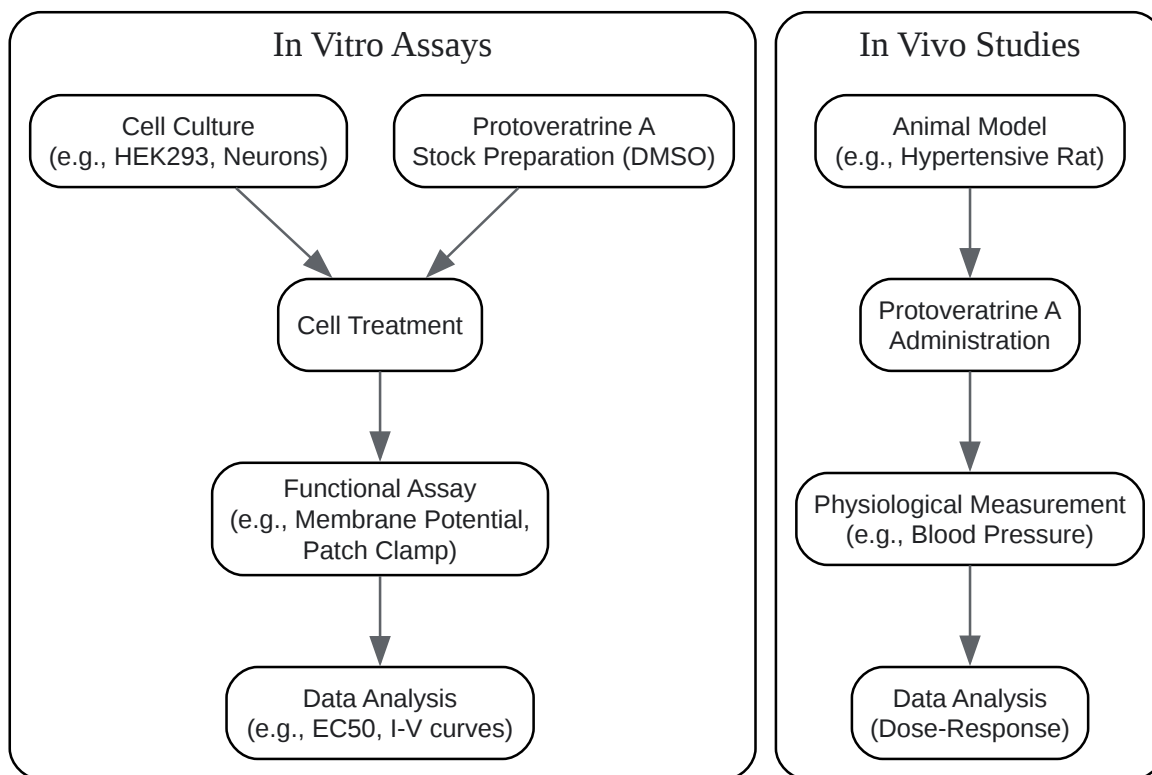 In Vitro Assays
Cell Culture
(e.g., HEK293, Neurons)
Protoveratrine A
Stock Preparation (DMSO)
Cell Treatment
Functional Assay
(e.g., Membrane Potential,
Patch Clamp)
Data Analysis
(e.g., EC50, I-V curves)
In Vivo Studies
Animal Model
(e.g., Hypertensive Rat)
Protoveratrine A
Administration
Physiological Measurement
(e.g., Blood Pressure)
Data Analysis
(Dose-Response)